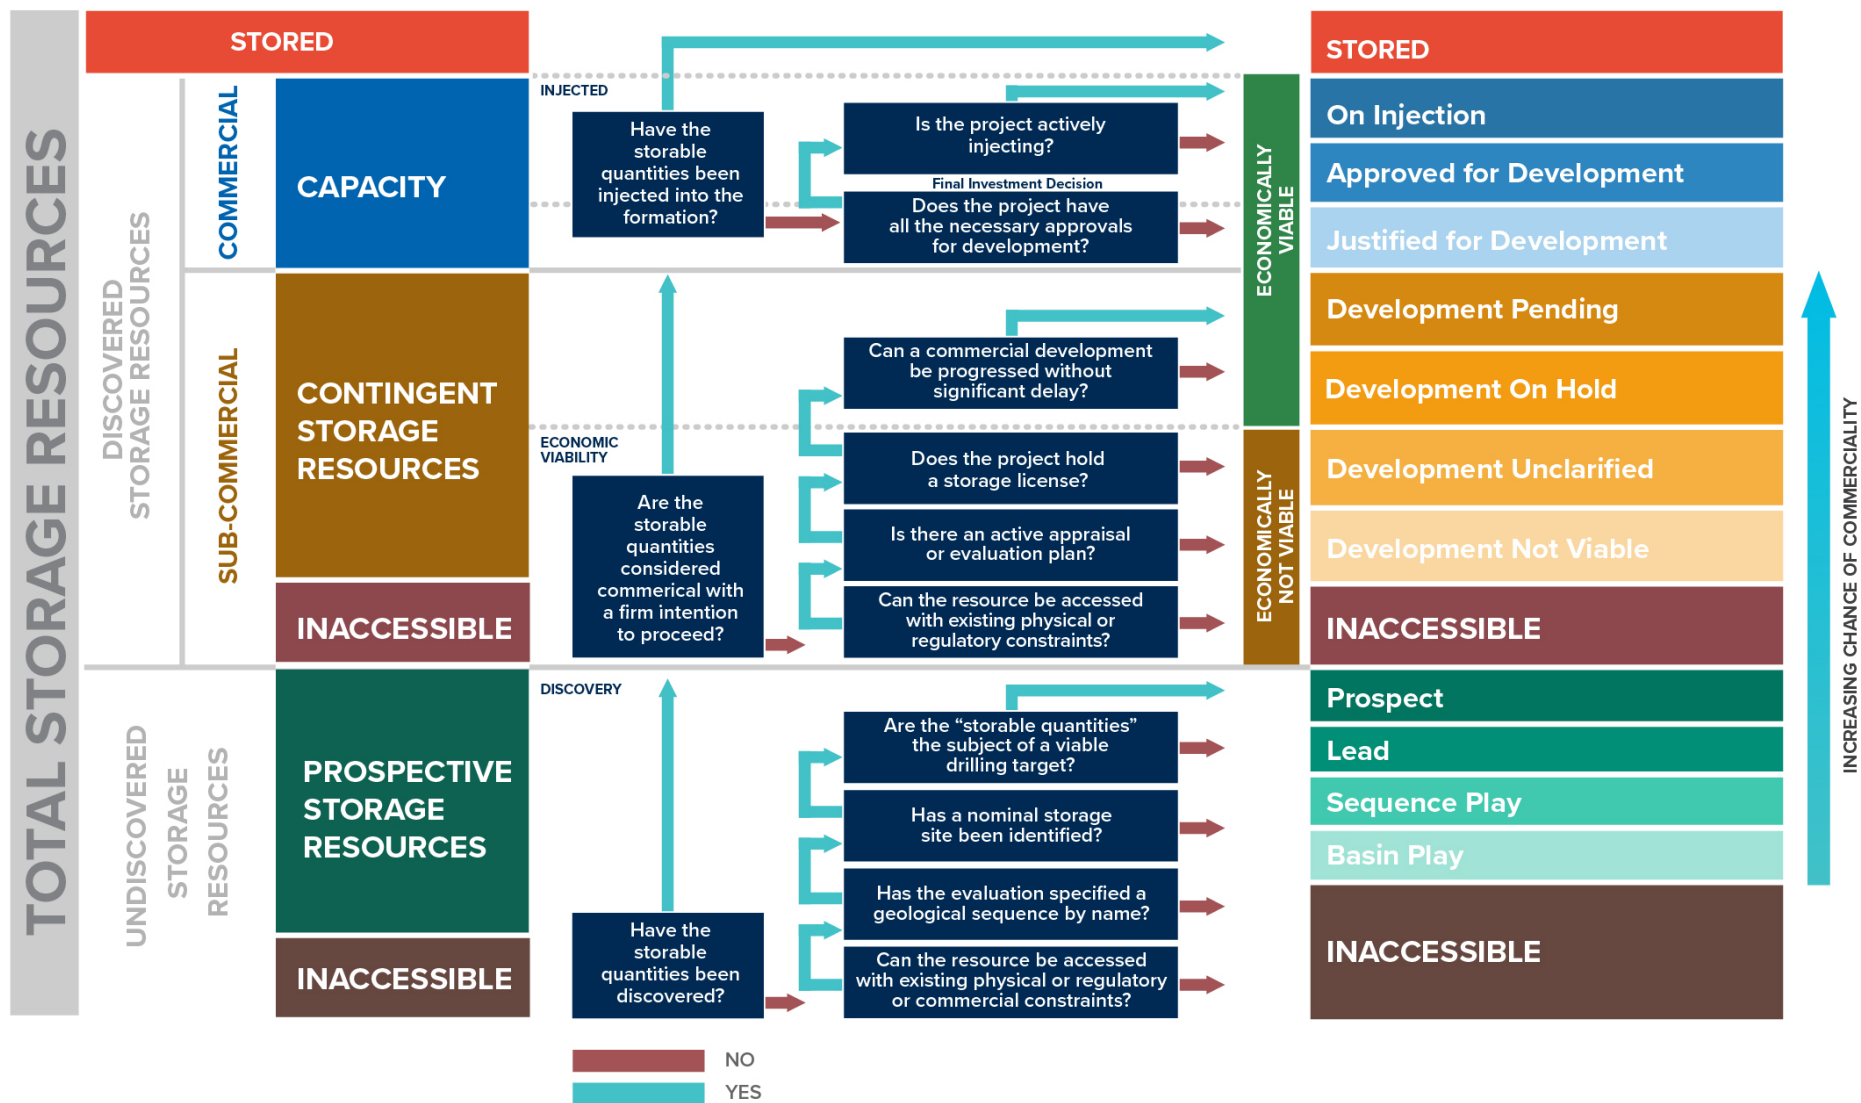 TOTAL STORAGE RESOURCES
DISCOVERED
STORAGE RESOURCES
UNDISCOVERED
STORAGE
RESOURCES
COMMERCIAL
SUB-COMMERCIAL
STORED
CAPACITY
CONTINGENT
STORAGE
RESOURCES
INACCESSIBLE
PROSPECTIVE
STORAGE
RESOURCES
INACCESSIBLE
INJECTED
Have the
storable
quantities been
injected into the
formation?
Is the project actively
injecting?
Final Investment Decision
Does the project have
all the necessary approvals
for development?
Can a commercial development
be progressed without
significant delay?
ECONOMIC
VIABILITY
Are the
storable
quantities
considered
commerical with
a firm intention
to proceed?
Does the project hold
a storage license?
Is there an active appraisal
or evaluation plan?
Can the resource be accessed
with existing physical or
regulatory constraints?
DISCOVERY
Have the
storable
quantities been
discovered?
Are the “storable quantities”
the subject of a viable
drilling target?
Has a nominal storage
site been identified?
Has the evaluation specified a
geological sequence by name?
Can the resource be accessed
with existing physical or regulatory
or commercial constraints?
ECONOMICALLY
VIABLE
ECONOMICALLY
NOT VIABLE
STORED
On Injection
Approved for Development
Justified for Development
Development Pending
Development On Hold
Development Unclarified
Development Not Viable
INACCESSIBLE
Prospect
Lead
Sequence Play
Basin Play
INACCESSIBLE
INCREASING CHANCE OF COMMERCIALITY
NO
YES